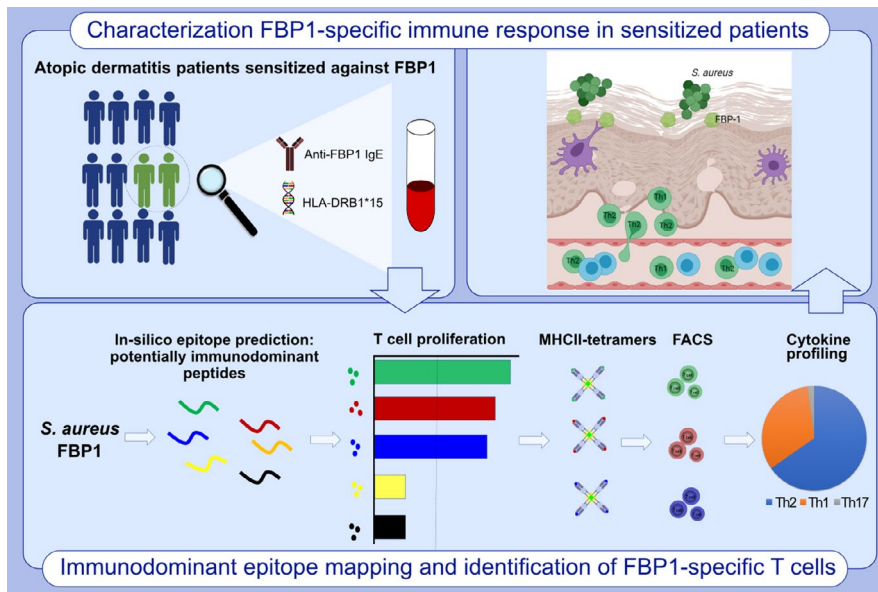 Characterization FBP1-specific immune response in sensitized patients
Atopic dermatitis patients sensitized against FBP1
Anti-FBP1 IgE
HLA-DRB1*15
S. aureus
FBP-1
Th1
Th2
Th2
Th2
Th2
Th1
Th2
In-silico epitope prediction:
potentially immunodominant
peptides
T cell proliferation
MHCII-tetramers
FACS
Cytokine
profiling
S. aureus
FBP1
Th2 Th1 Th17
Immunodominant epitope mapping and identification of FBP1-specific T cells